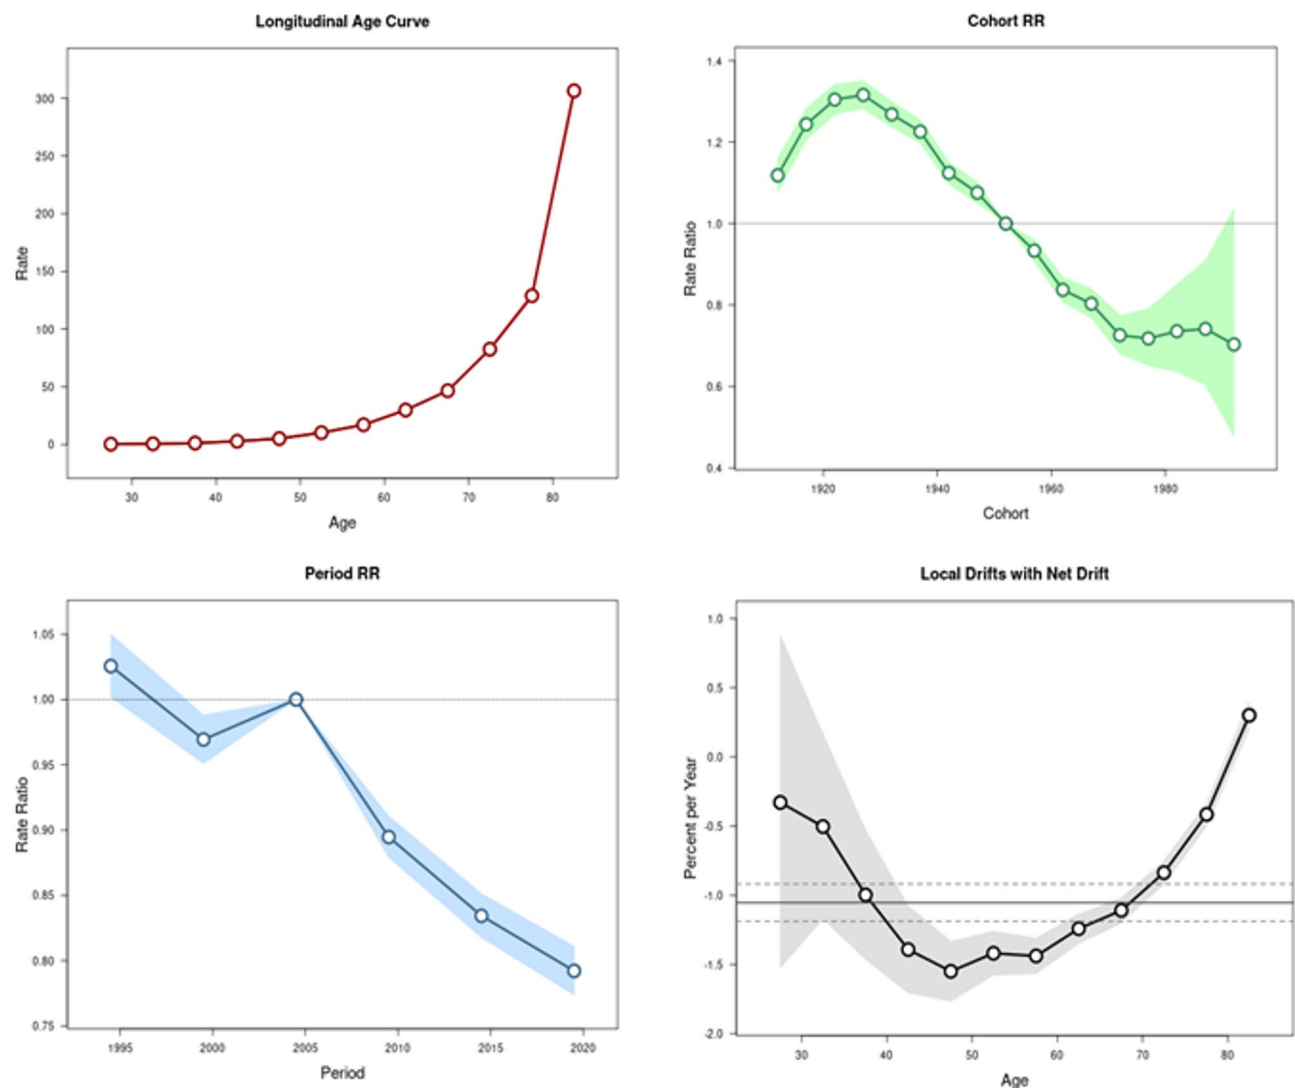 Longitudinal Age Curve
300
250
200
150
100
50
0
Rate
30 40 50 60 70 80
Age
Cohort RR
1.4
1.2
1.0
0.8
0.6
0.4
Rate Ratio
1920 1940 1960 1980
Cohort
Period RR
1.05
1.00
0.95
0.90
0.85
0.80
0.75
Rate Ratio
1995 2000 2005 2010 2015 2020
Period
Local Drifts with Net Drift
1.0
0.5
0.0
-0.5
-1.0
-1.5
-2.0
Percent per Year
30 40 50 60 70 80
Age